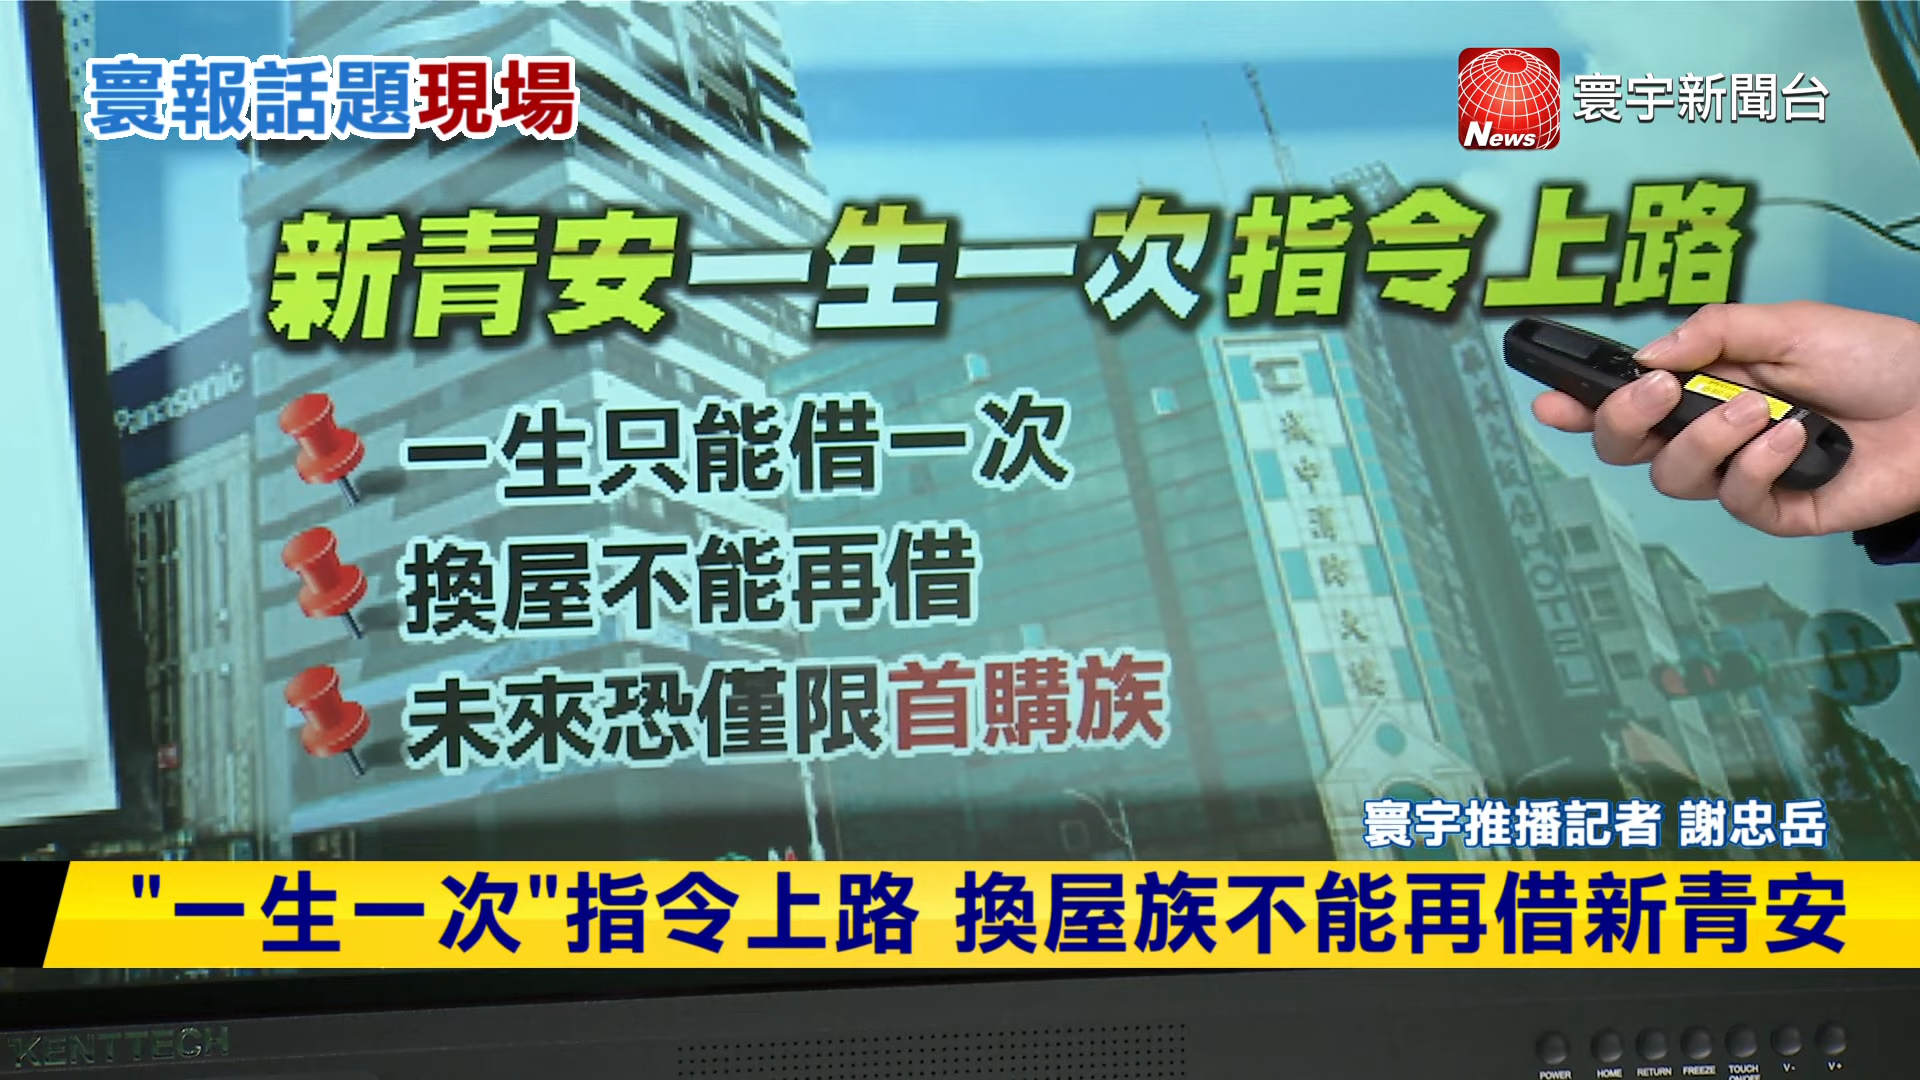 寰報話題現場
News 寰宇新聞台
新青安一生一次指令上路
Panasonic
一生只能借一次
換屋不能再借
未來恐僅限首購族
HOTEL
寰宇推播記者 謝忠岳
"一生一次"指令上路 換屋族不能再借新青安
KENTTECH
POWER HOME RETURN FREEZE TOUCH ON/OFF V- V+